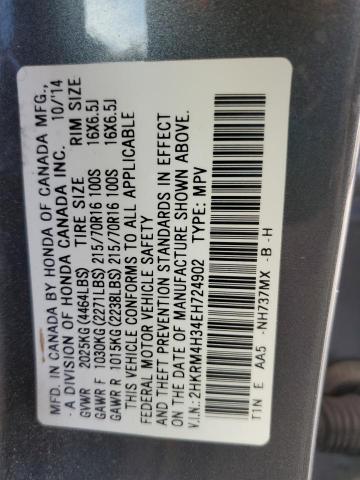 MFD. IN CANADA BY HONDA OF CANADA MFG.,
- A DIVISION OF HONDA CANADA INC. 10/'14
GVWR 2025KG(4464LBS) TIRE SIZE RIM SIZE
GAWR F 1030KG(2271LBS) 215/70R16 100S 16X6.5J
GAWR R 1015KG(2238LBS) 215/70R16 100S 16X6.5J
THIS VEHICLE CONFORMS TO ALL APPLICABLE
FEDERAL MOTOR VEHICLE SAFETY
AND THEFT PREVENTION STANDARDS IN EFFECT
ON THE DATE OF MANUFACTURE SHOWN ABOVE.
V.I.N.: 2HKRM4H34EH724902 TYPE: MPV
T1N E AA5 -NH737MX -B -H